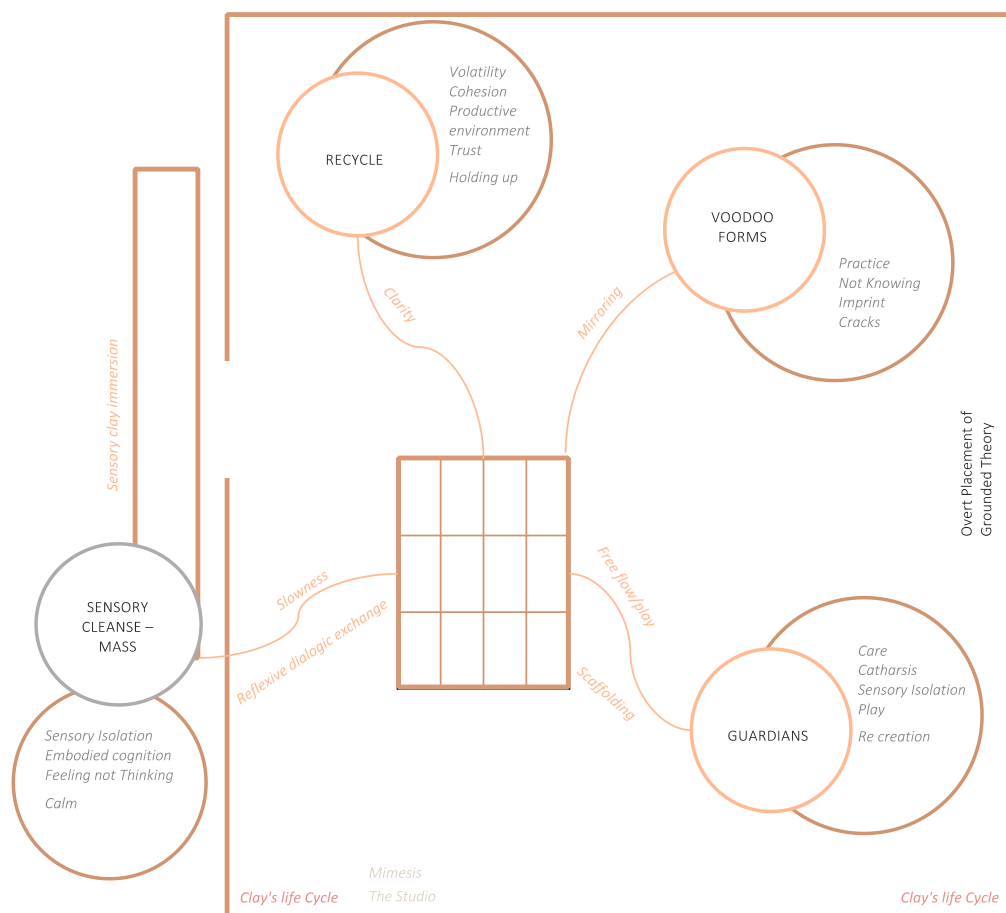 Volatility
Cohesion
Productive
environment
Trust
Holding up
RECYCLE
VOODOO
FORMS
Practice
Not Knowing
Imprint
Cracks
Clarity
Mirroring
Sensory clay immersion
Overt Placement of
Grounded Theory
SENSORY
CLEANSE –
MASS
Slowness
Reflexive dialogic exchange
Free flow/play
Scaffolding
Care
Catharsis
Sensory Isolation
Play
Re creation
GUARDIANS
Sensory Isolation
Embodied cognition
Feeling not Thinking
Calm
Mimesis
The Studio
Clay's life Cycle
Clay's life Cycle